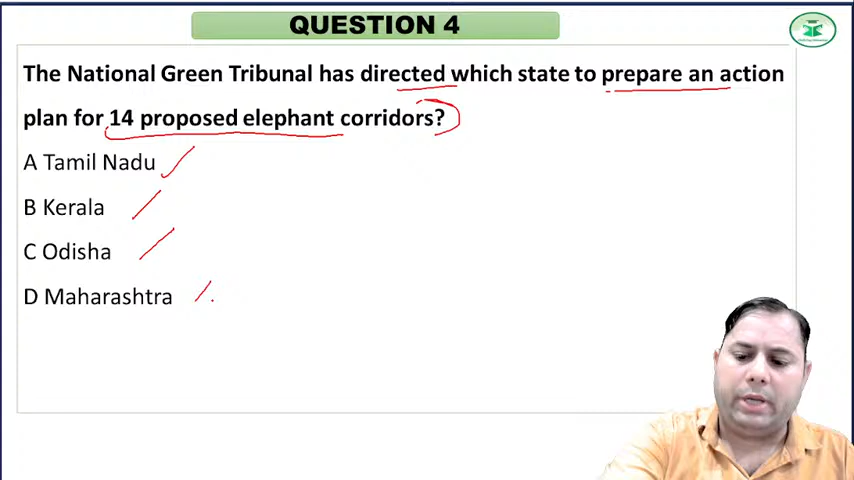 QUESTION 4
The National Green Tribunal has directed which state to prepare an action
plan for 14 proposed elephant corridors?
A Tamil Nadu
B Kerala
C Odisha
D Maharashtra